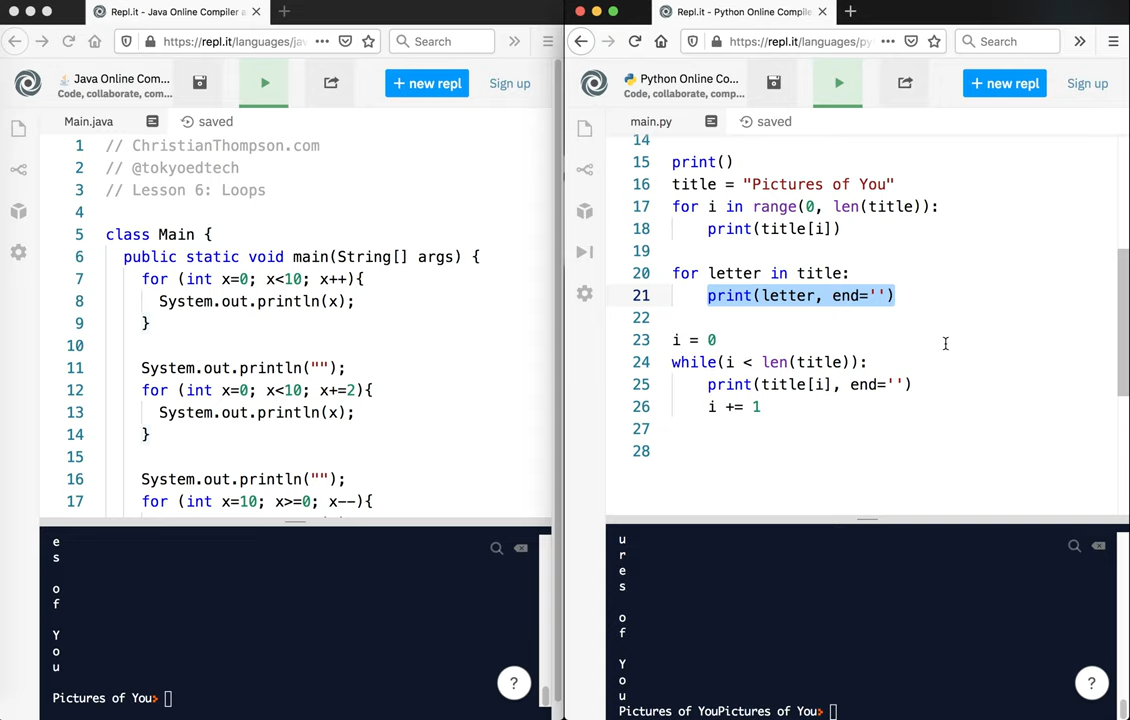 Repl.it - Java Online Compiler a
https://repl.it/languages/jav
Search
Java Online Com...
Code, collaborate, com...
+ new repl
Sign up
Main.java
saved
1 // ChristianThompson.com
2 // @tokyoedtech
3 // Lesson 6: Loops
4
5 class Main {
6 public static void main(String[] args) {
7 for (int x=0; x<10; x++){
8 System.out.println(x);
9 }
10
11 System.out.println("");
12 for (int x=0; x<10; x+=2){
13 System.out.println(x);
14 }
15
16 System.out.println("");
17 for (int x=10; x>=0; x--){
e
s
o
f
Y
o
u
Pictures of You
?
Repl.it - Python Online Compile
https://repl.it/languages/py
Search
Python Online Co...
Code, collaborate, comp...
+ new repl
Sign up
main.py
saved
14
15 print()
16 title = "Pictures of You"
17 for i in range(0, len(title)):
18 print(title[i])
19
20 for letter in title:
21 print(letter, end='')
22
23 i = 0
24 while(i < len(title)):
25 print(title[i], end='')
26 i += 1
27
28
u
r
e
s
o
f
Y
o
u
Pictures of YouPictures of You
?